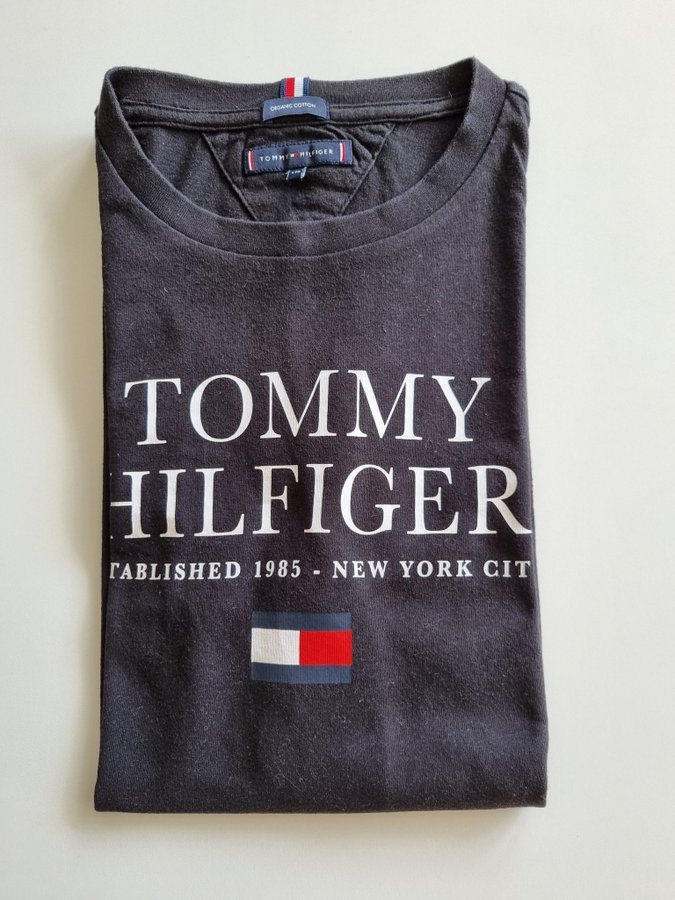 ORGANIC COTTON
TOMMY HILFIGER
TOMMY
HILFIGER
TABLISHED 1985 - NEW YORK CIT